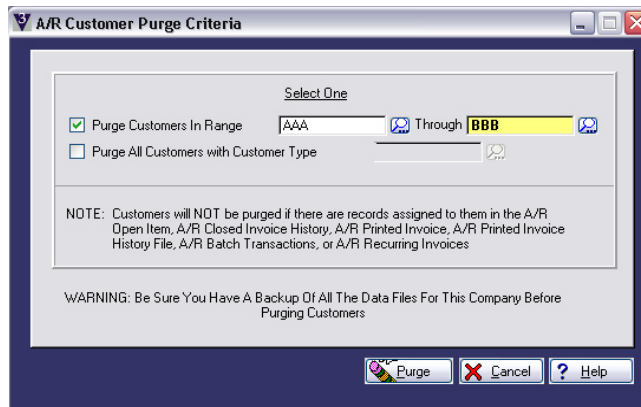 A/R Customer Purge Criteria
Select One
Purge Customers In Range AAA Through BBB
Purge All Customers with Customer Type
NOTE: Customers will NOT be purged if there are records assigned to them in the A/R
Open Item, A/R Closed Invoice History, A/R Printed Invoice, A/R Printed Invoice
History File, A/R Batch Transactions, or A/R Recurring Invoices
WARNING: Be Sure You Have A Backup Of All The Data Files For This Company Before
Purging Customers
Purge Cancel ? Help